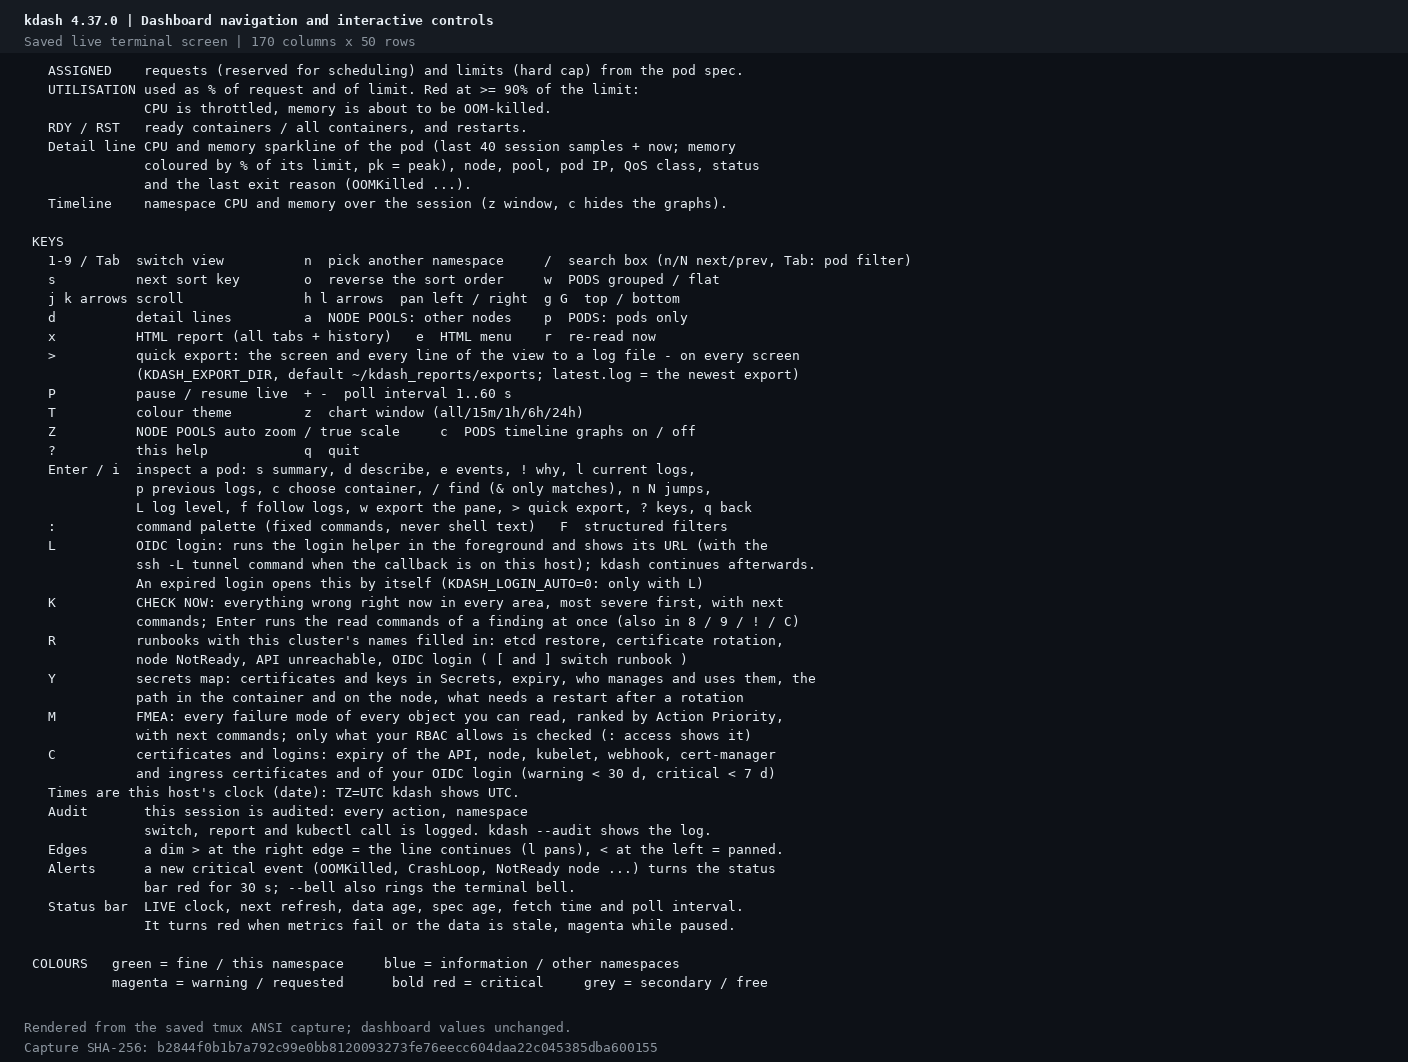 kdash 4.37.0 | Dashboard navigation and interactive controls
Saved live terminal screen | 170 columns x 50 rows
ASSIGNED    requests (reserved for scheduling) and limits (hard cap) from the pod spec.
UTILISATION used as % of request and of limit. Red at >= 90% of the limit:
CPU is throttled, memory is about to be OOM-killed.
RDY / RST   ready containers / all containers, and restarts.
Detail line CPU and memory sparkline of the pod (last 40 session samples + now; memory
coloured by % of its limit, pk = peak), node, pool, pod IP, QoS class, status
and the last exit reason (OOMKilled ...).
Timeline    namespace CPU and memory over the session (z window, c hides the graphs).
KEYS
1-9 / Tab  switch view          n  pick another namespace     /  search box (n/N next/prev, Tab: pod filter)
s          next sort key        o  reverse the sort order     w  PODS grouped / flat
j k arrows scroll               h l arrows  pan left / right  g G  top / bottom
d          detail lines         a  NODE POOLS: other nodes    p  PODS: pods only
x          HTML report (all tabs + history)   e  HTML menu    r  re-read now
>          quick export: the screen and every line of the view to a log file - on every screen
(KDASH_EXPORT_DIR, default ~/kdash_reports/exports; latest.log = the newest export)
P          pause / resume live  + -  poll interval 1..60 s
T          colour theme         z  chart window (all/15m/1h/6h/24h)
Z          NODE POOLS auto zoom / true scale     c  PODS timeline graphs on / off
?          this help            q  quit
Enter / i  inspect a pod: s summary, d describe, e events, ! why, l current logs,
p previous logs, c choose container, / find (& only matches), n N jumps,
L log level, f follow logs, w export the pane, > quick export, ? keys, q back
:          command palette (fixed commands, never shell text)   F  structured filters
L          OIDC login: runs the login helper in the foreground and shows its URL (with the
ssh -L tunnel command when the callback is on this host); kdash continues afterwards.
An expired login opens this by itself (KDASH_LOGIN_AUTO=0: only with L)
K          CHECK NOW: everything wrong right now in every area, most severe first, with next
commands; Enter runs the read commands of a finding at once (also in 8 / 9 / ! / C)
R          runbooks with this cluster's names filled in: etcd restore, certificate rotation,
node NotReady, API unreachable, OIDC login ( [ and ] switch runbook )
Y          secrets map: certificates and keys in Secrets, expiry, who manages and uses them, the
path in the container and on the node, what needs a restart after a rotation
M          FMEA: every failure mode of every object you can read, ranked by Action Priority,
with next commands; only what your RBAC allows is checked (: access shows it)
C          certificates and logins: expiry of the API, node, kubelet, webhook, cert-manager
and ingress certificates and of your OIDC login (warning < 30 d, critical < 7 d)
Times are this host's clock (date): TZ=UTC kdash shows UTC.
Audit       this session is audited: every action, namespace
switch, report and kubectl call is logged. kdash --audit shows the log.
Edges       a dim > at the right edge = the line continues (l pans), < at the left = panned.
Alerts      a new critical event (OOMKilled, CrashLoop, NotReady node ...) turns the status
bar red for 30 s; --bell also rings the terminal bell.
Status bar  LIVE clock, next refresh, data age, spec age, fetch time and poll interval.
It turns red when metrics fail or the data is stale, magenta while paused.
COLOURS   green = fine / this namespace     blue = information / other namespaces
magenta = warning / requested      bold red = critical     grey = secondary / free
Rendered from the saved tmux ANSI capture; dashboard values unchanged.
Capture SHA-256: b2844f0b1b7a792c99e0bb8120093273fe76eecc604daa22c045385dba600155